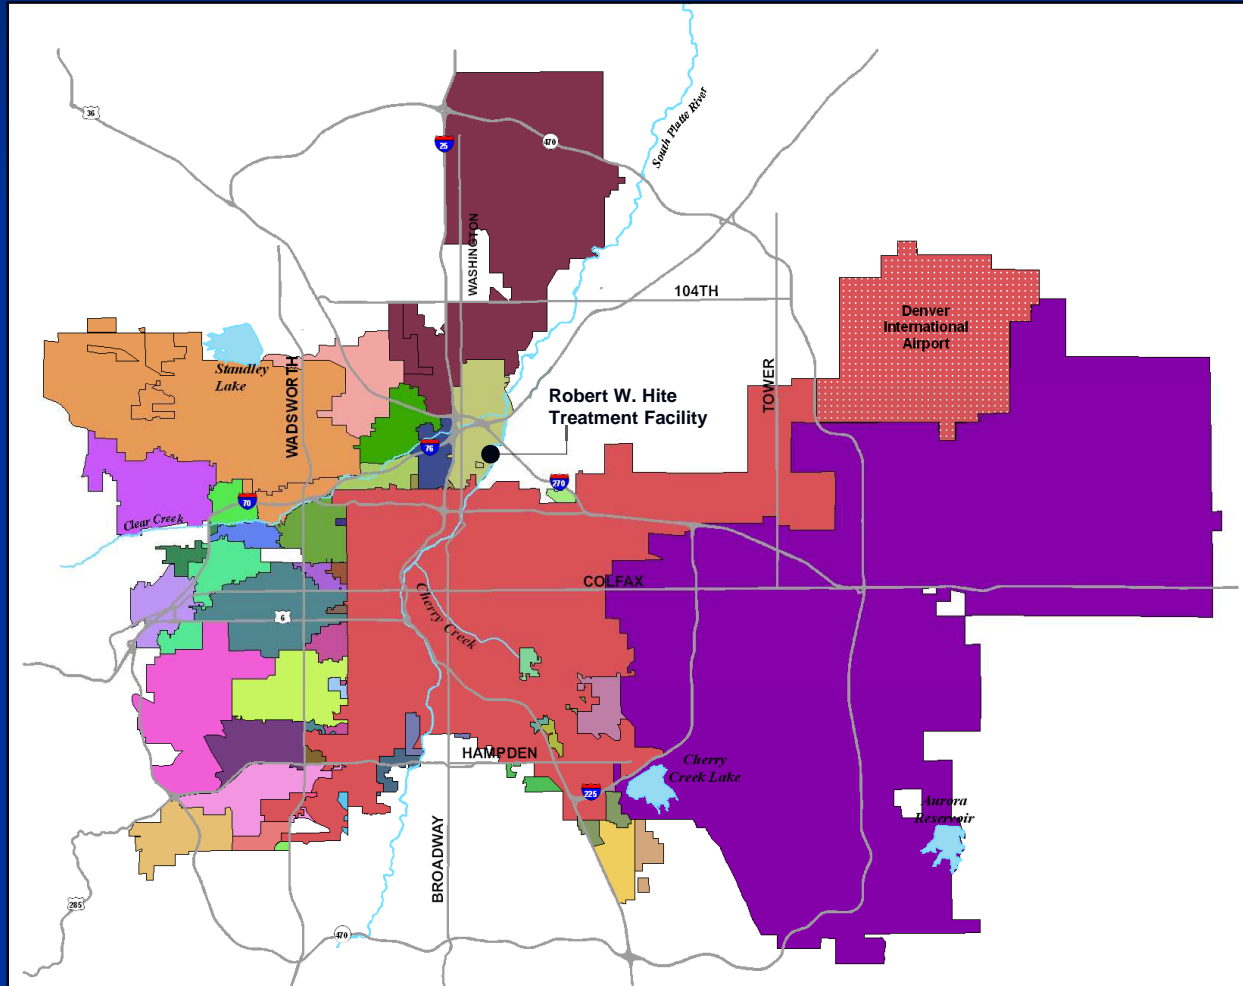 36
25
470
South Platte River
WASHINGTON
104TH
Denver
International
Airport
Standley
Lake
WADSWORTH
TOWER
Robert W. Hite
Treatment Facility
76
270
70
Clear Creek
COLFAX
Cherry Creek
6
HAMPDEN
Cherry
Creek Lake
225
Aurora
Reservoir
BROADWAY
285
470